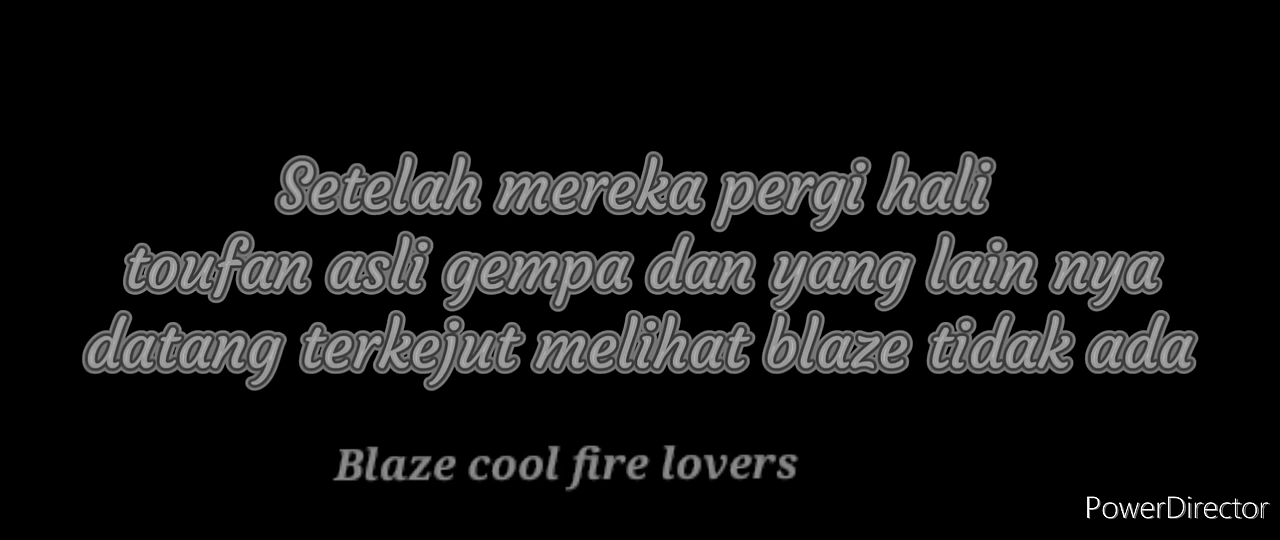 Setelah mereka pergi hali
toufan asli gempa dan yang lain nya
datang terkejut melihat blaze tidak ada
Blaze cool fire lovers
PowerDirector